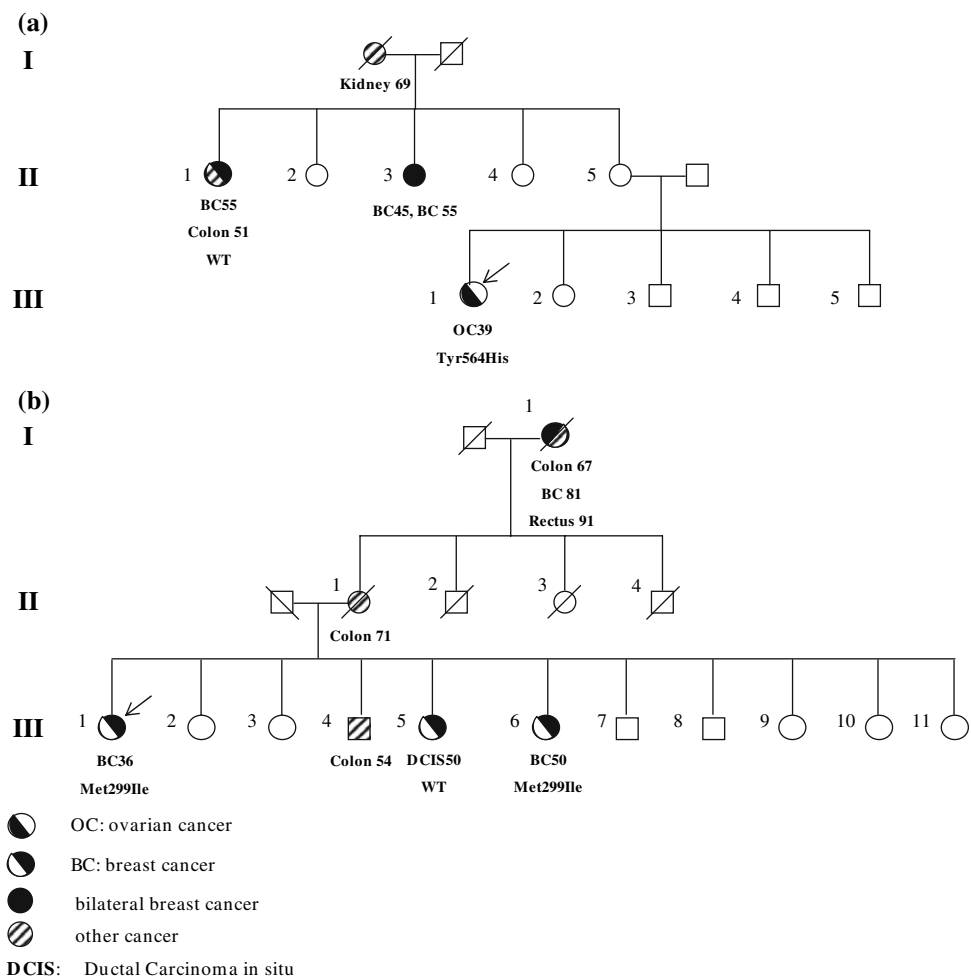 (a)
I
Kidney 69
II
1 2 3 4 5
BC55 BC45, BC 55
Colon 51
WT
III
1 2 3 4 5
OC39
Tyr564His
(b)
1
I
Colon 67
BC 81
Rectus 91
1 2 3 4
II
Colon 71
III
1 2 3 4 5 6 7 8 9 10 11
BC36 Colon 54 DCIS50 BC50
Met299Ile WT Met299Ile
OC: ovarian cancer
BC: breast cancer
bilateral breast cancer
other cancer
DCIS: Ductal Carcinoma in situ